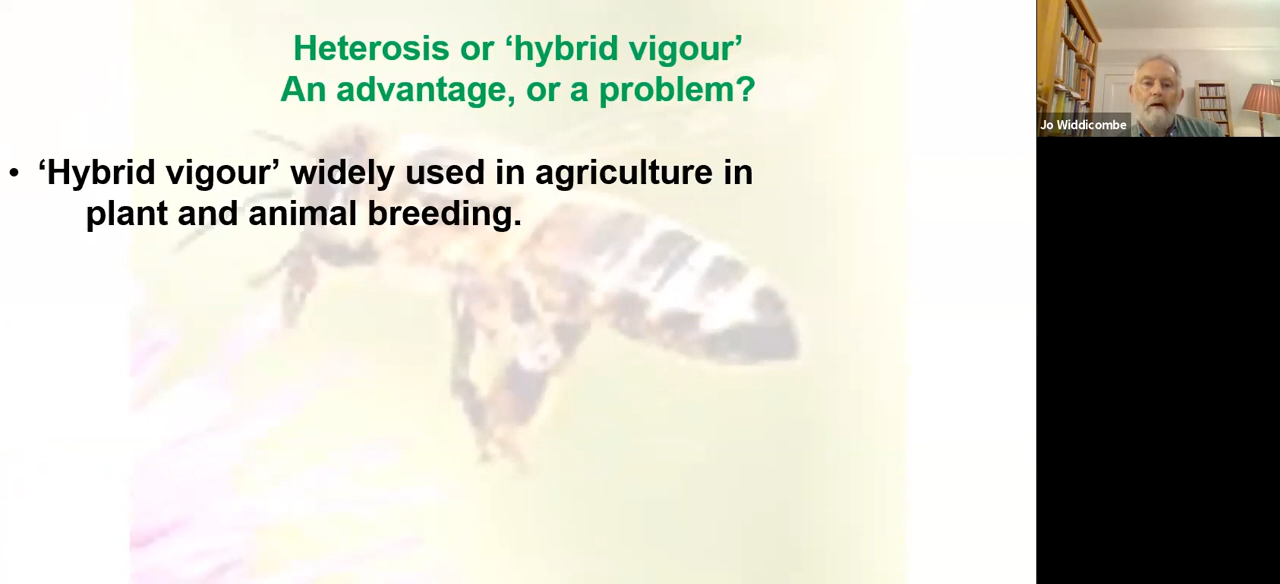 Heterosis or ‘hybrid vigour’
An advantage, or a problem?
• ‘Hybrid vigour’ widely used in agriculture in
plant and animal breeding.
Jo Widdicombe